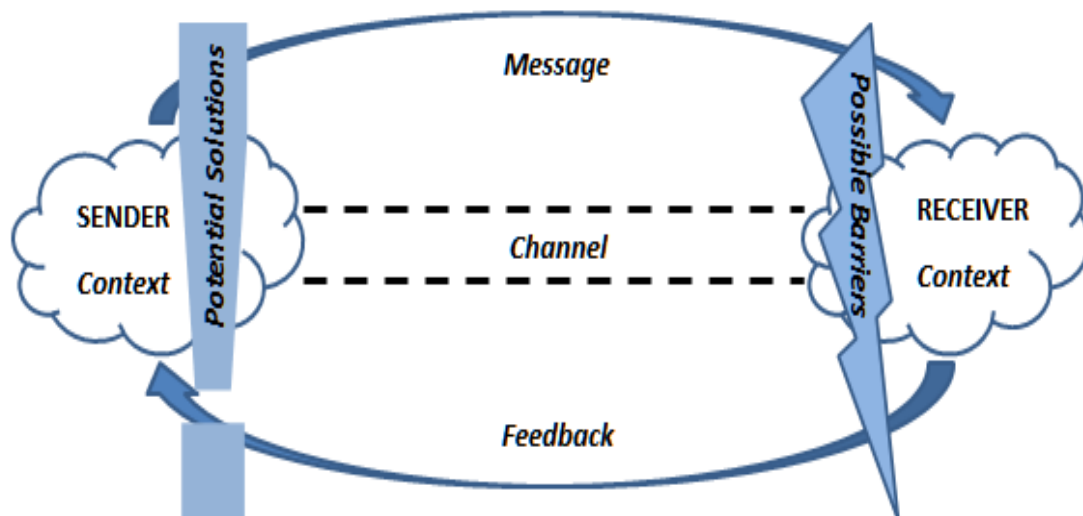 Message
Potential Solutions
Possible Barriers
SENDER
Context
Channel
RECEIVER
Context
Feedback